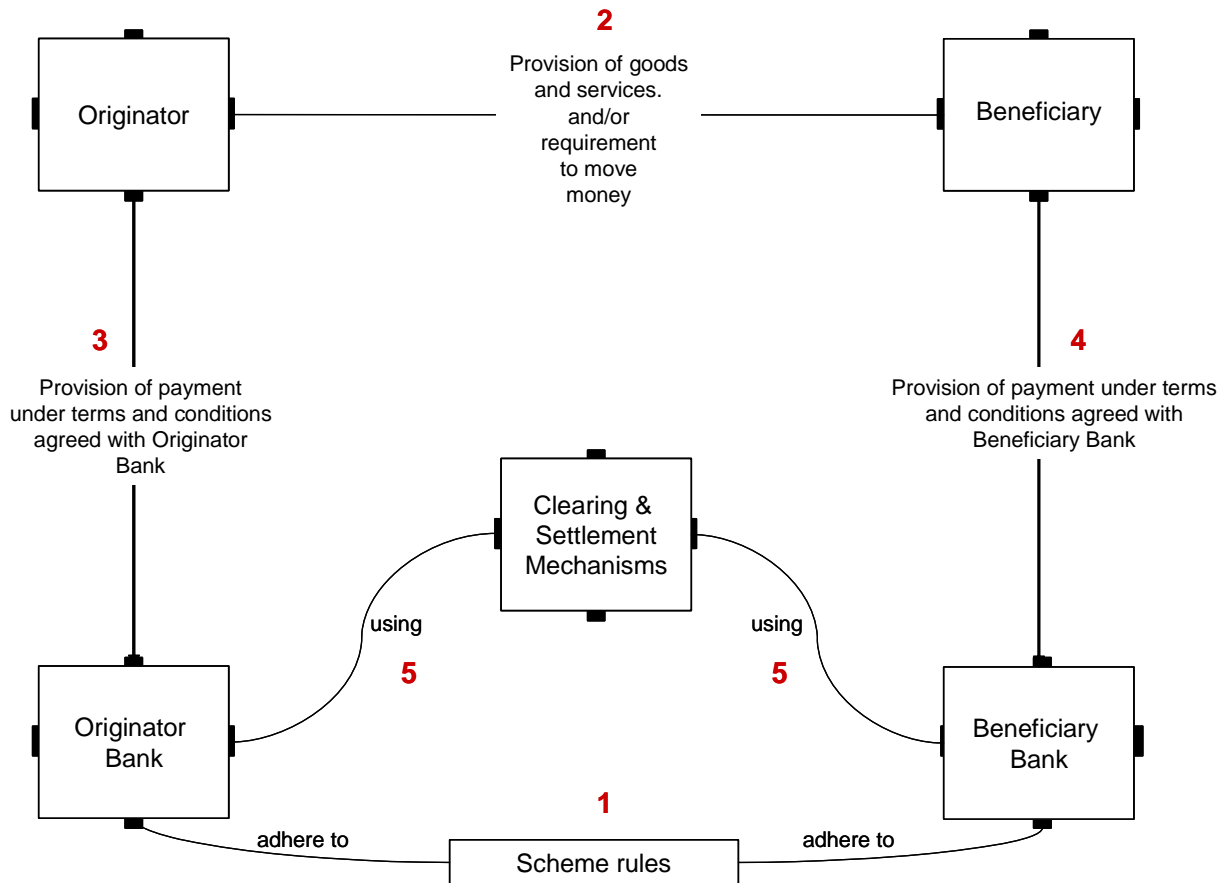 2
Provision of goods
and services.
and/or
requirement
to move
money
Originator
Beneficiary
3
Provision of payment
under terms and conditions
agreed with Originator
Bank
4
Provision of payment under terms
and conditions agreed with
Beneficiary Bank
Clearing &
Settlement
Mechanisms
using
5
using
5
Originator
Bank
Beneficiary
Bank
1
adhere to
Scheme rules
adhere to